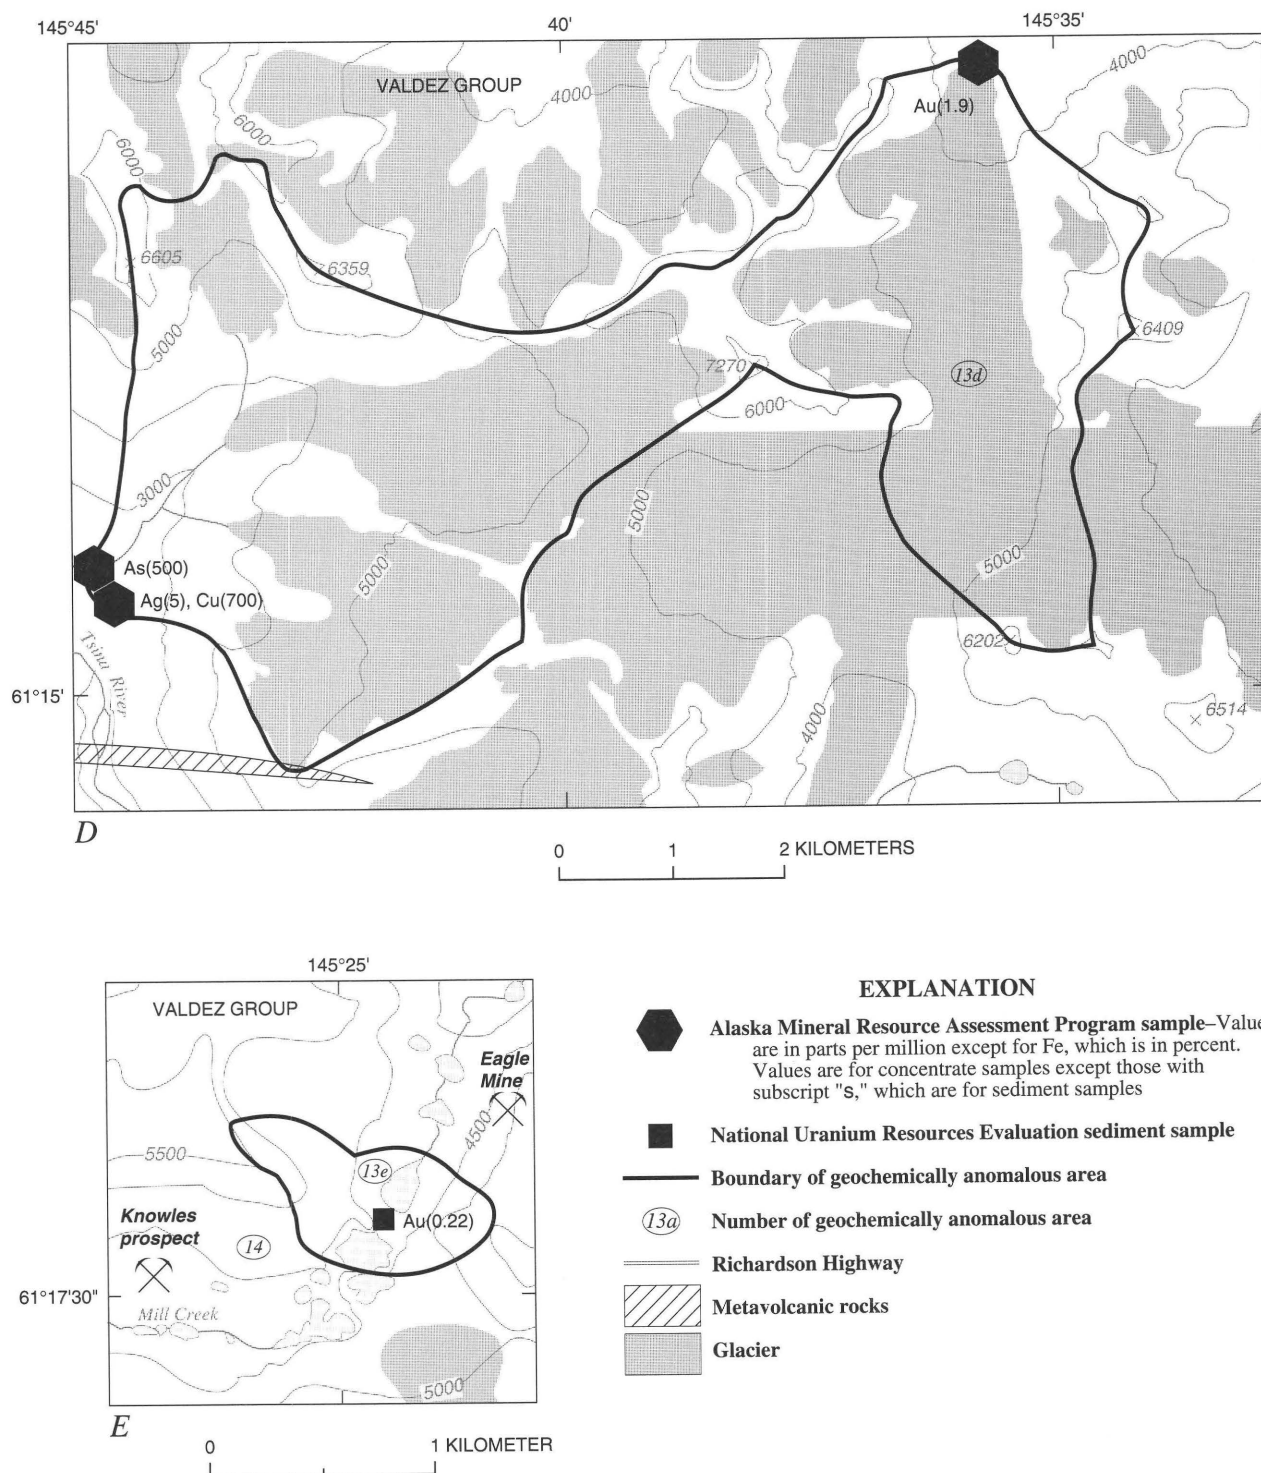 145°45'
40'
145°35'
VALDEZ GROUP
4000
4000
Au(1.9)
6000
6000
6605
6359
6409
5000
7270
13d
6000
3000
5000
5000
5000
As(500)
Ag(5), Cu(700)
Tsina River
6202
61°15'
4000
6514
D
0 1 2 KILOMETERS
145°25'
VALDEZ GROUP
Eagle
Mine
4500
5500
13e
Knowles
prospect
Au(0.22)
14
61°17'30"
Mill Creek
5000
E
0 1 KILOMETER
EXPLANATION
Alaska Mineral Resource Assessment Program sample–Value
are in parts per million except for Fe, which is in percent.
Values are for concentrate samples except those with
subscript "s," which are for sediment samples
National Uranium Resources Evaluation sediment sample
Boundary of geochemically anomalous area
13a Number of geochemically anomalous area
Richardson Highway
Metavolcanic rocks
Glacier